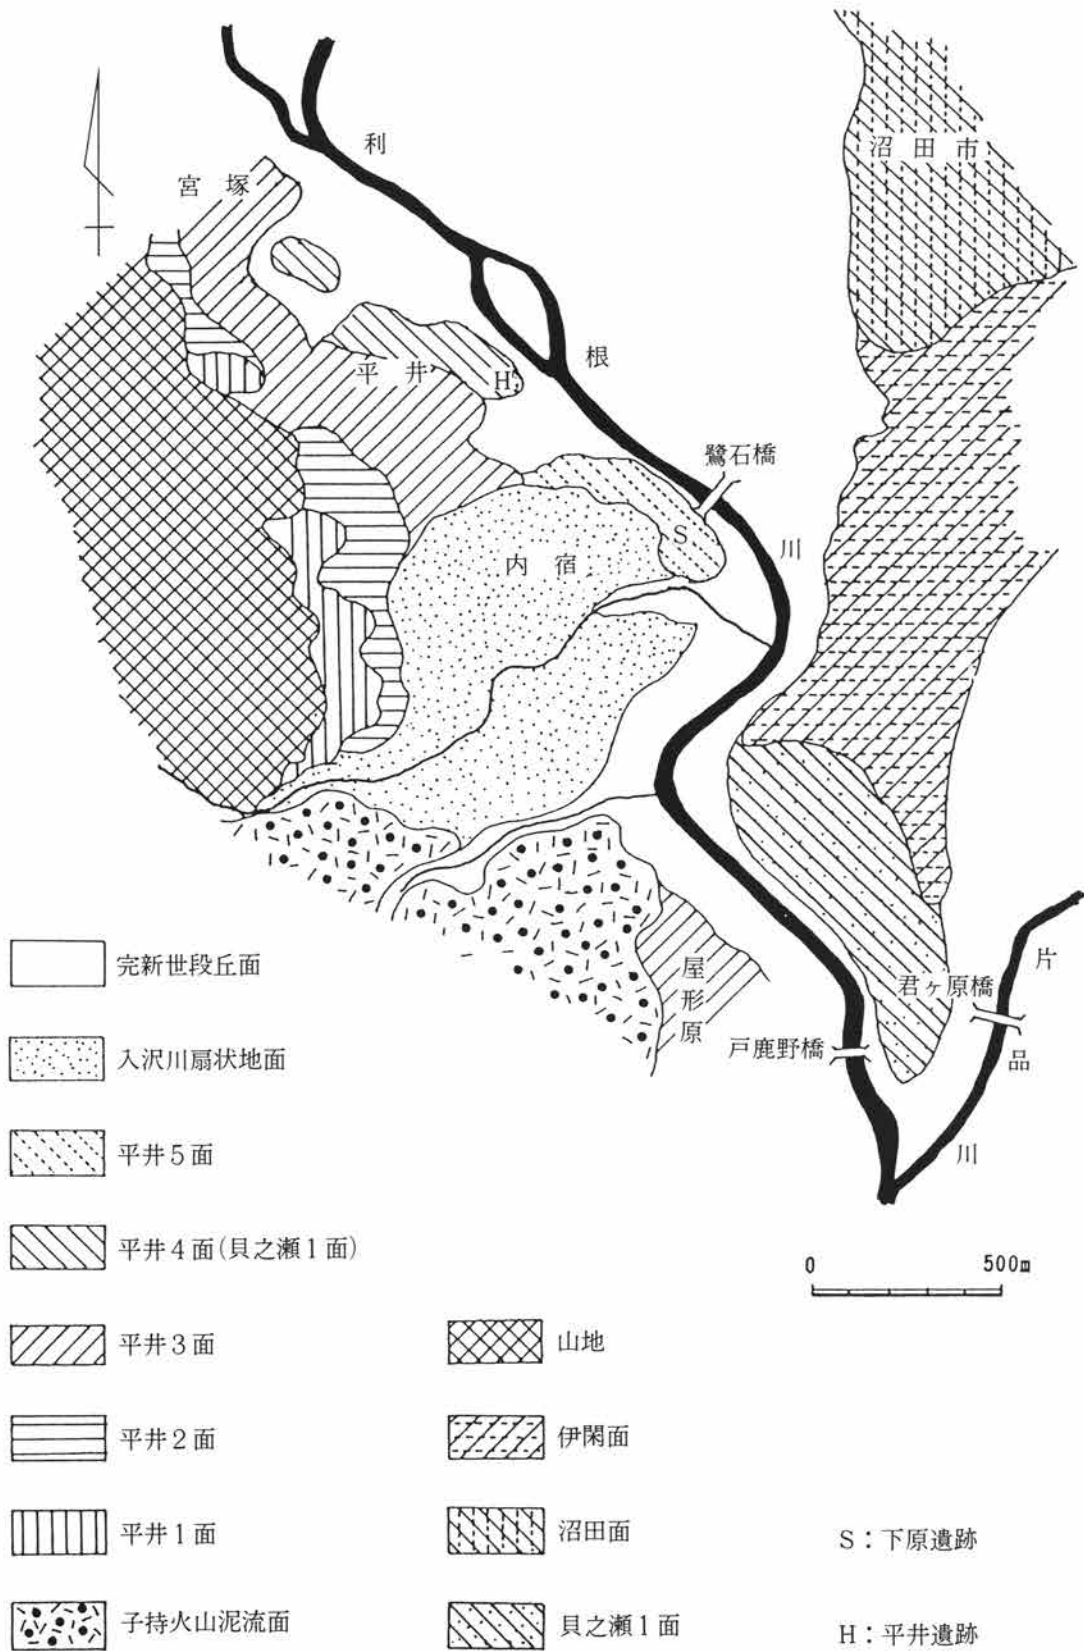 利
宮塚
沼田市
根
平井
H
鷺石橋
S
川
内宿
片
君ヶ原橋
屋形原
戸鹿野橋
品
川
完新世段丘面
入沢川扇状地面
平井5面
平井4面(貝之瀬1面)
0 500m
平井3面
山地
平井2面
伊閑面
平井1面
沼田面
S:下原遺跡
子持火山泥流面
貝之瀬1面
H:平井遺跡